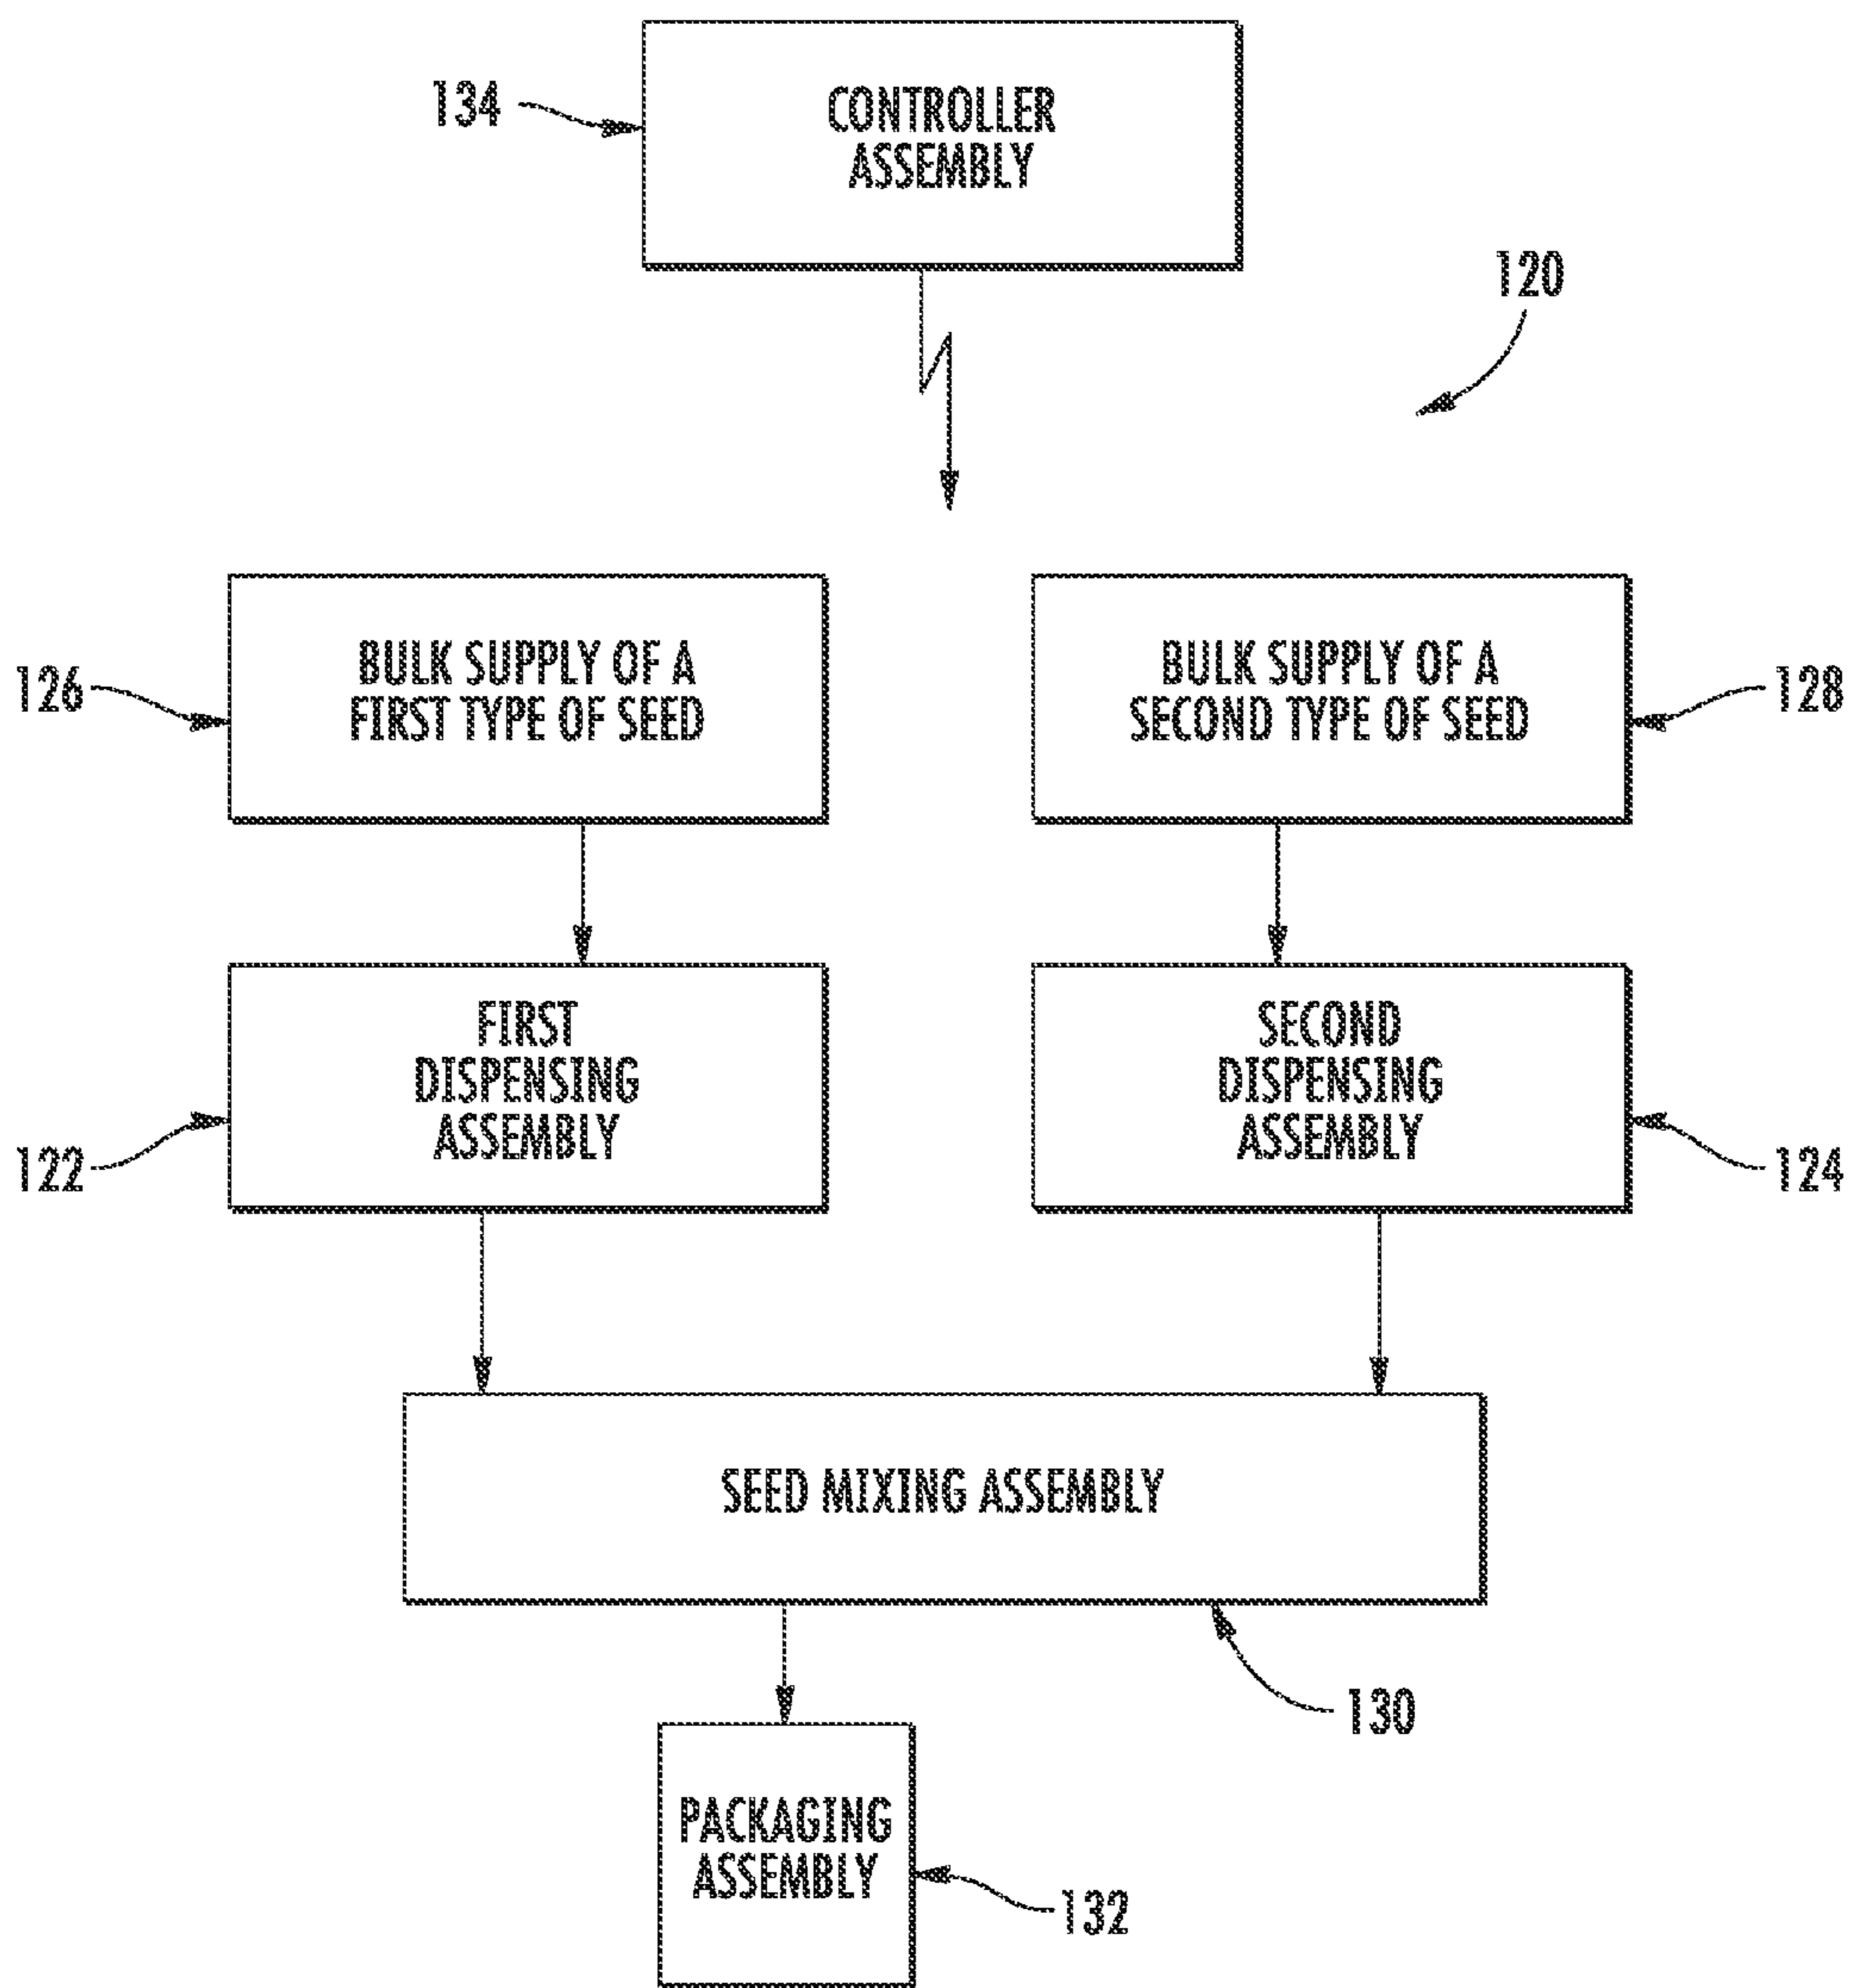 134
CONTROLLER
ASSEMBLY
120
126
BULK SUPPLY OF A
FIRST TYPE OF SEED
BULK SUPPLY OF A
SECOND TYPE OF SEED
128
122
FIRST
DISPENSING
ASSEMBLY
SECOND
DISPENSING
ASSEMBLY
124
SEED MIXING ASSEMBLY
130
PACKAGING
ASSEMBLY
132